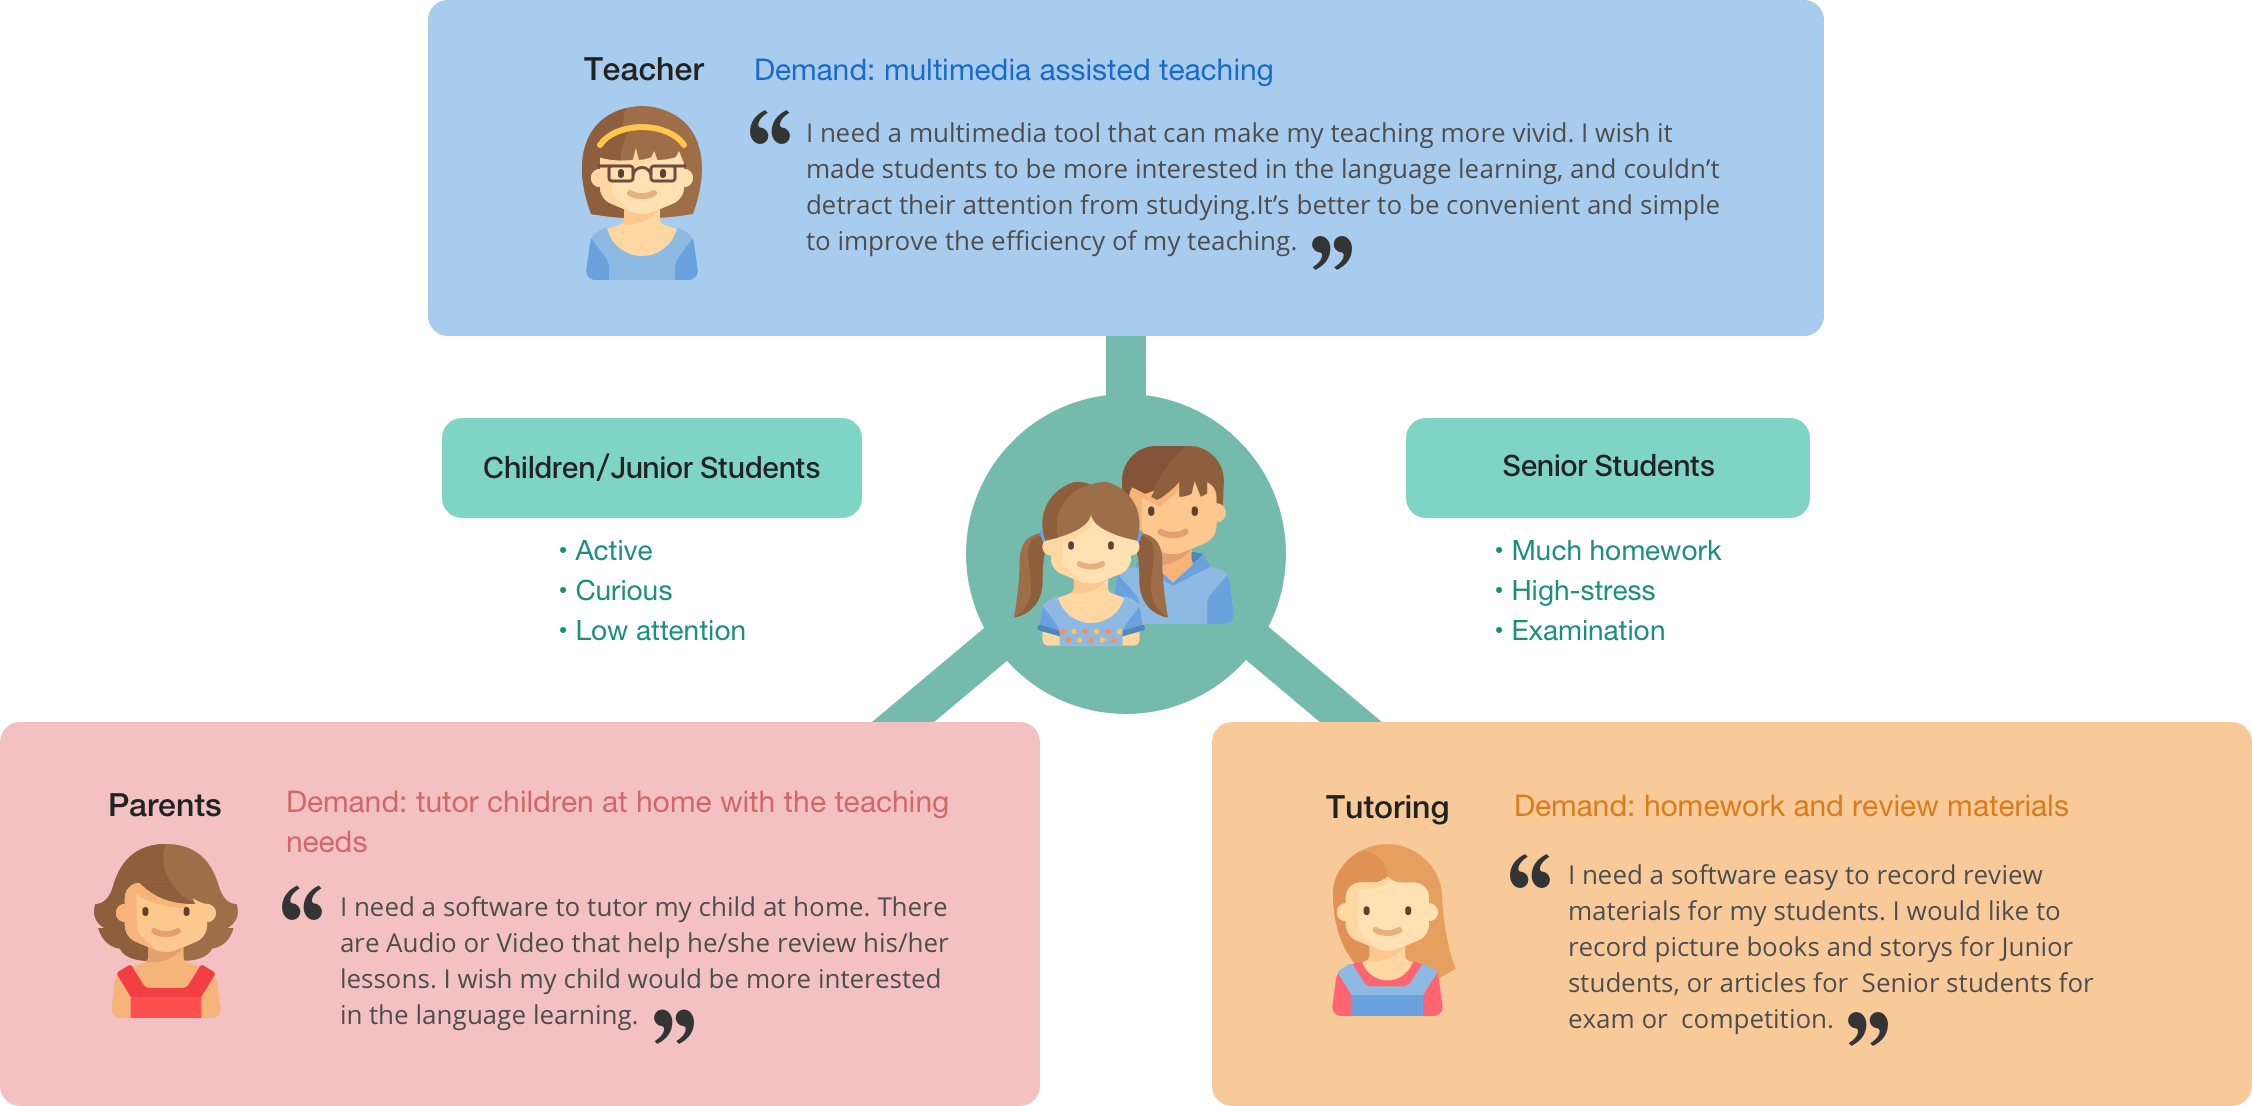 Teacher
Demand: multimedia assisted teaching
“ I need a multimedia tool that can make my teaching more vivid. I wish it
made students to be more interested in the language learning, and couldn’t
detract their attention from studying.It’s better to be convenient and simple
to improve the efficiency of my teaching. ”
Children/Junior Students
• Active
• Curious
• Low attention
Senior Students
• Much homework
• High-stress
• Examination
Parents
Demand: tutor children at home with the teaching
needs
“ I need a software to tutor my child at home. There
are Audio or Video that help he/she review his/her
lessons. I wish my child would be more interested
in the language learning. ”
Tutoring
Demand: homework and review materials
“ I need a software easy to record review
materials for my students. I would like to
record picture books and storys for Junior
students, or articles for  Senior students for
exam or  competition. ”